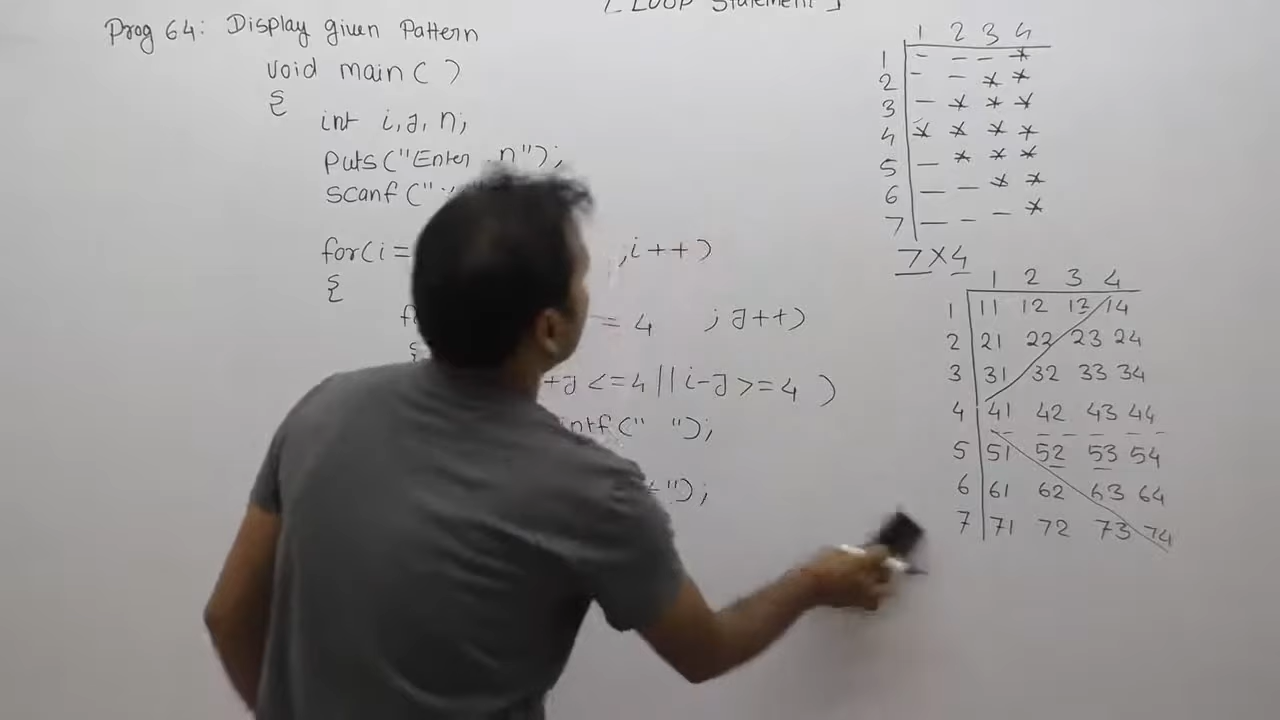 [ Loop Statement ]
Prog 64: Display given Pattern
void main( )
{
int i,j, n;
puts("Enter n");
scanf("
for(i= ,i++)
{
= 4 ; j++)
{
+j <=4 || i-j >=4 )
intf(" ");
");
1 2 3 4
1 - - - *
2 - - * *
3 - * * *
4 * * * *
5 - * * *
6 - - * *
7 - - - *
7x4
1 2 3 4
1 11 12 13 14
2 21 22 23 24
3 31 32 33 34
4 41 42 43 44
5 51 52 53 54
6 61 62 63 64
7 71 72 73 74